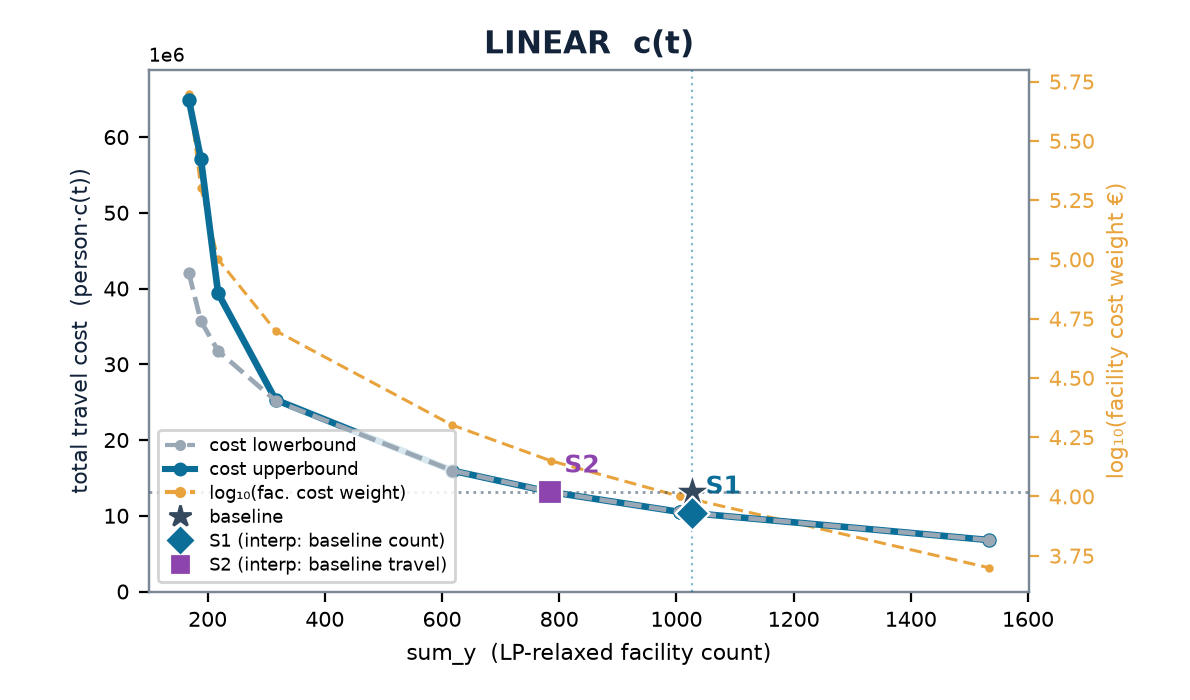 LINEAR  c(t)
1e6
60
50
40
30
20
10
0
total travel cost  (person·c(t))
5.75
5.50
5.25
5.00
4.75
4.50
4.25
4.00
3.75
log₁₀(facility cost weight €)
S2
S1
cost lowerbound
cost upperbound
log₁₀(fac. cost weight)
baseline
S1 (interp: baseline count)
S2 (interp: baseline travel)
200 400 600 800 1000 1200 1400 1600
sum_y  (LP-relaxed facility count)